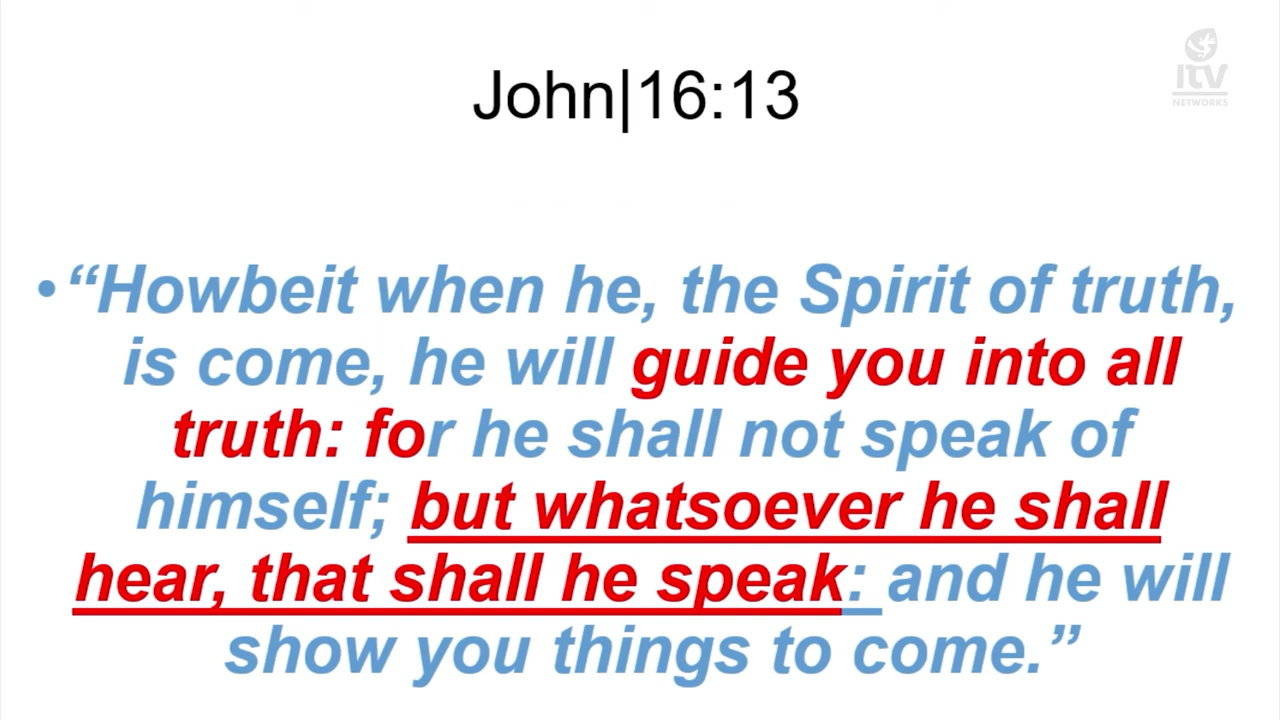 John|16:13
ITV
NETWORKS
•“Howbeit when he, the Spirit of truth,
is come, he will guide you into all
truth: for he shall not speak of
himself; but whatsoever he shall
hear, that shall he speak: and he will
show you things to come.”